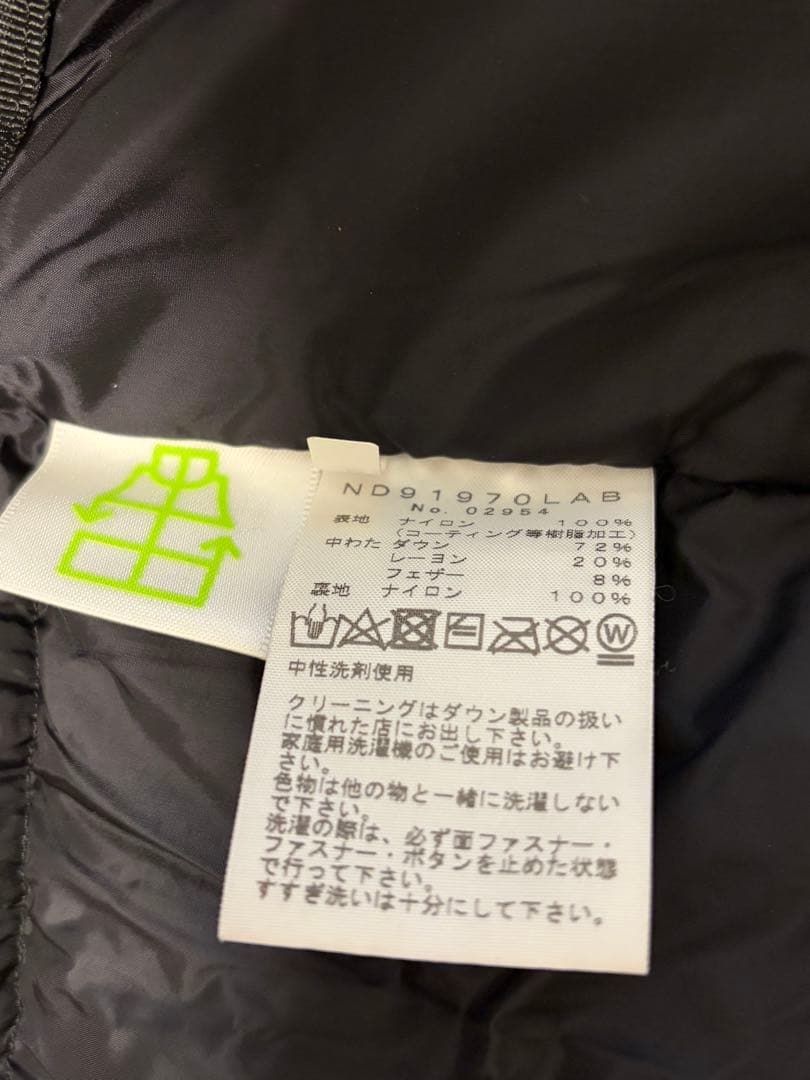 ND91970LAB
No. 02954
表地 ナイロン 100%
(コーティング等樹脂加工)
中わた ダウン 72%
レーヨン 20%
フェザー 8%
裏地 ナイロン 100%
W
中性洗剤使用
クリーニングはダウン製品の扱い
に慣れた店にお出し下さい。
家庭用洗濯機のご使用はお避け下
さい。
色物は他の物と一緒に洗濯しない
で下さい。
洗濯の際は、必ず面ファスナー・
ファスナー・ボタンを止めた状態
で行って下さい。
すすぎ洗いは十分にして下さい。